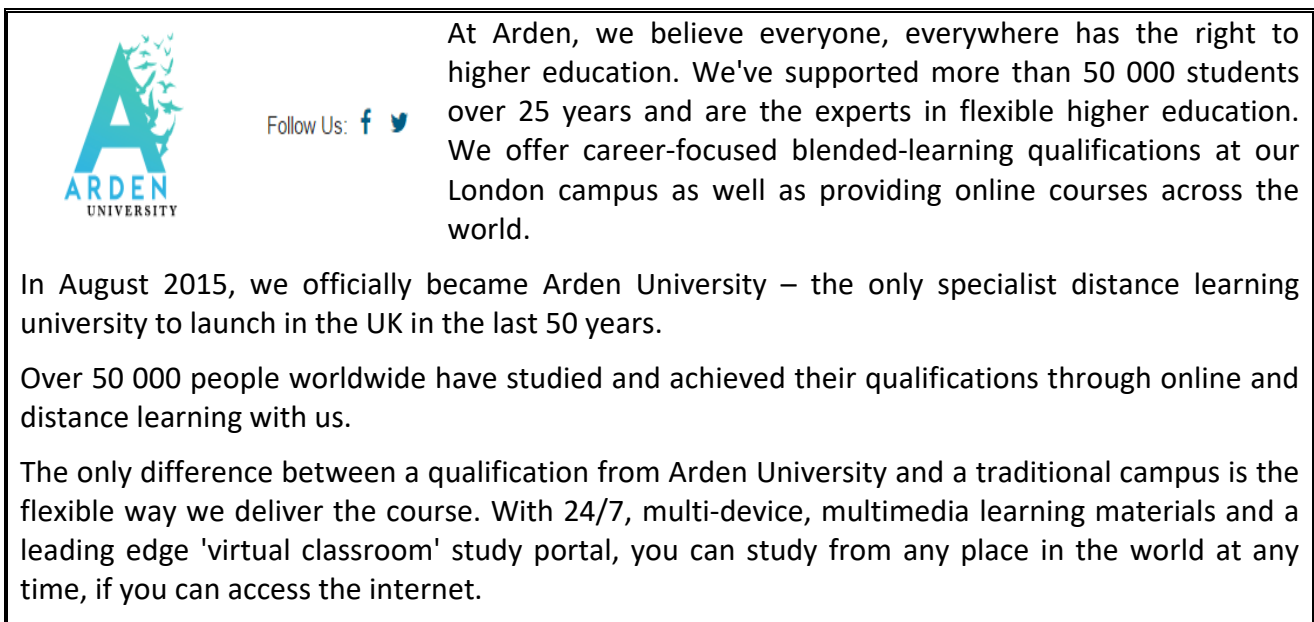 ARDEN
UNIVERSITY
Follow Us:
At Arden, we believe everyone, everywhere has the right to
higher education. We've supported more than 50 000 students
over 25 years and are the experts in flexible higher education.
We offer career-focused blended-learning qualifications at our
London campus as well as providing online courses across the
world.
In August 2015, we officially became Arden University – the only specialist distance learning
university to launch in the UK in the last 50 years.
Over 50 000 people worldwide have studied and achieved their qualifications through online and
distance learning with us.
The only difference between a qualification from Arden University and a traditional campus is the
flexible way we deliver the course. With 24/7, multi-device, multimedia learning materials and a
leading edge 'virtual classroom' study portal, you can study from any place in the world at any
time, if you can access the internet.